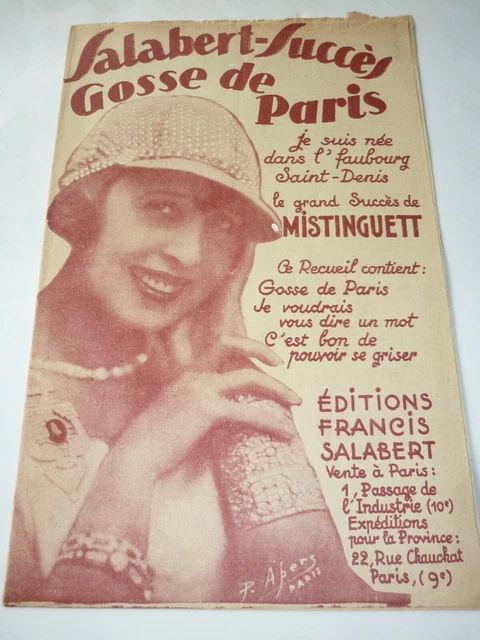 Salabert-Succès
Gosse de
Paris
je suis née
dans l'faubourg
Saint-Denis
le grand Succès de
MISTINGUETT
Ce Recueil contient:
Gosse de Paris
Je voudrais
vous dire un mot
C'est bon de
pouvoir se griser
ÉDITIONS
FRANCIS
SALABERT
Vente à Paris:
1, Passage de
l'Industrie (10e)
Expéditions
pour la Province:
22, Rue Chauchat
Paris, (9e)
P. Apers
PARIS